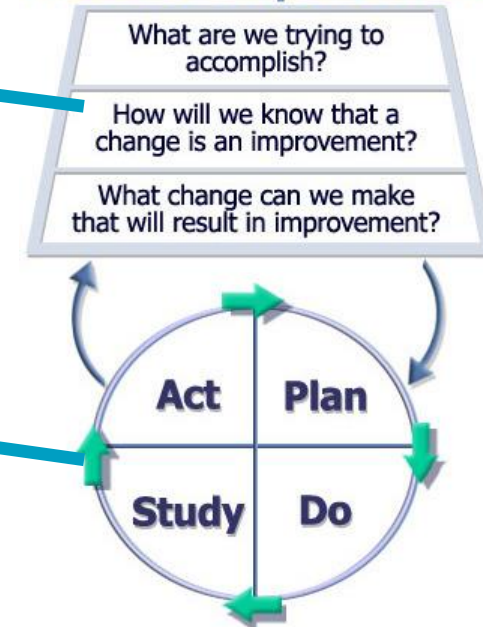 What are we trying to
accomplish?
How will we know that a
change is an improvement?
What change can we make
that will result in improvement?
Act
Plan
Study
Do